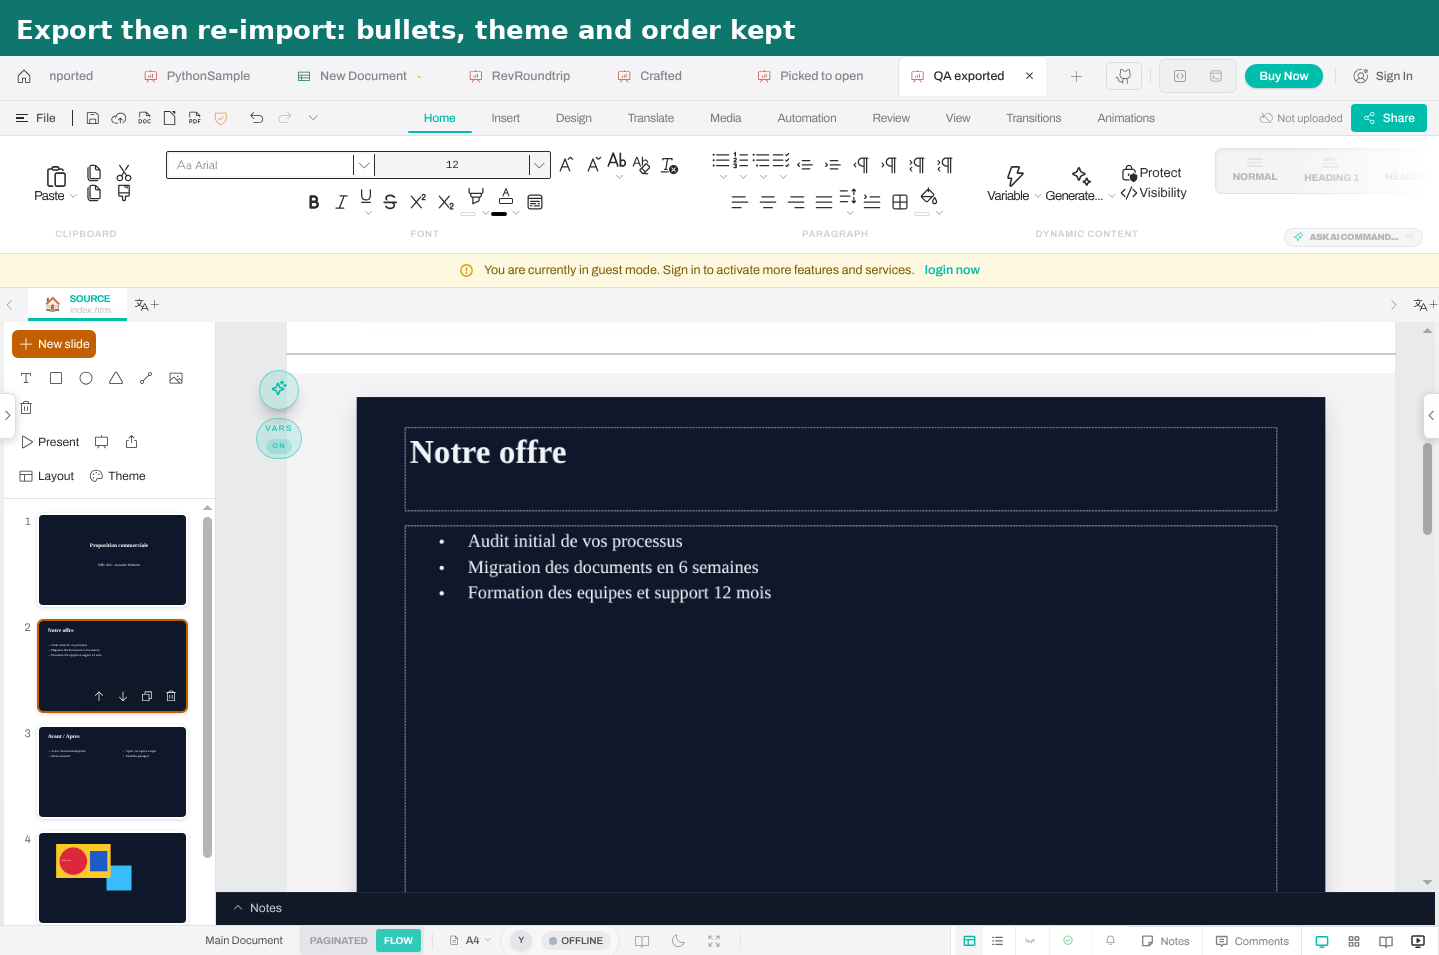 Export then re-import: bullets, theme and order kept
nported PythonSample New Document RevRoundtrip Crafted Picked to open QA exported Buy Now Sign In
File Home Insert Design Translate Media Automation Review View Transitions Animations Not uploaded Share
Aa Arial 12
Paste Variable Generate... Protect Visibility NORMAL HEADING 1
CLIPBOARD FONT PARAGRAPH DYNAMIC CONTENT ASK AI COMMAND...
You are currently in guest mode. Sign in to activate more features and services. login now
SOURCE
index.html
New slide
VARS
ON
Present
Layout Theme
Notre offre
• Audit initial de vos processus
• Migration des documents en 6 semaines
• Formation des equipes et support 12 mois
1
Proposition commerciale
2
Notre offre
3
Avant / Apres
4
Notes
Main Document PAGINATED FLOW A4 Y OFFLINE Notes Comments